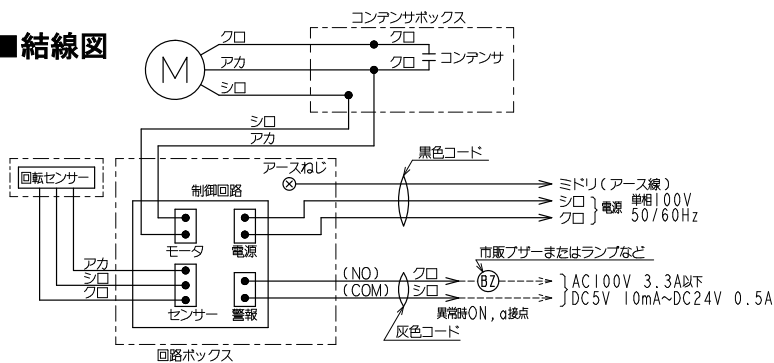 ■結線図
コンデンサボックス
クロ
クロ
コンデンサ
M
アカ
クロ
シロ
シロ
アカ
黒色コード
アースねじ
回転センサー
制御回路
ミドリ(アース線)
シロ
クロ
電源
単相100V
50/60Hz
モータ
電源
市販ブザーまたはランプなど
アカ
シロ
クロ
(NO)
クロ
(COM)
シロ
BZ
AC100V 3.3A以下
DC5V 10mA~DC24V 0.5A
センサー
警報
異常時ON,a接点
灰色コード
回路ボックス